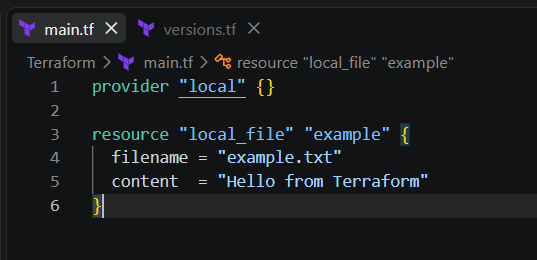 main.tf × versions.tf ×
Terraform > main.tf > resource "local_file" "example"
1 provider "local" {}
2
3 resource "local_file" "example" {
4 filename = "example.txt"
5 content  = "Hello from Terraform"
6 }